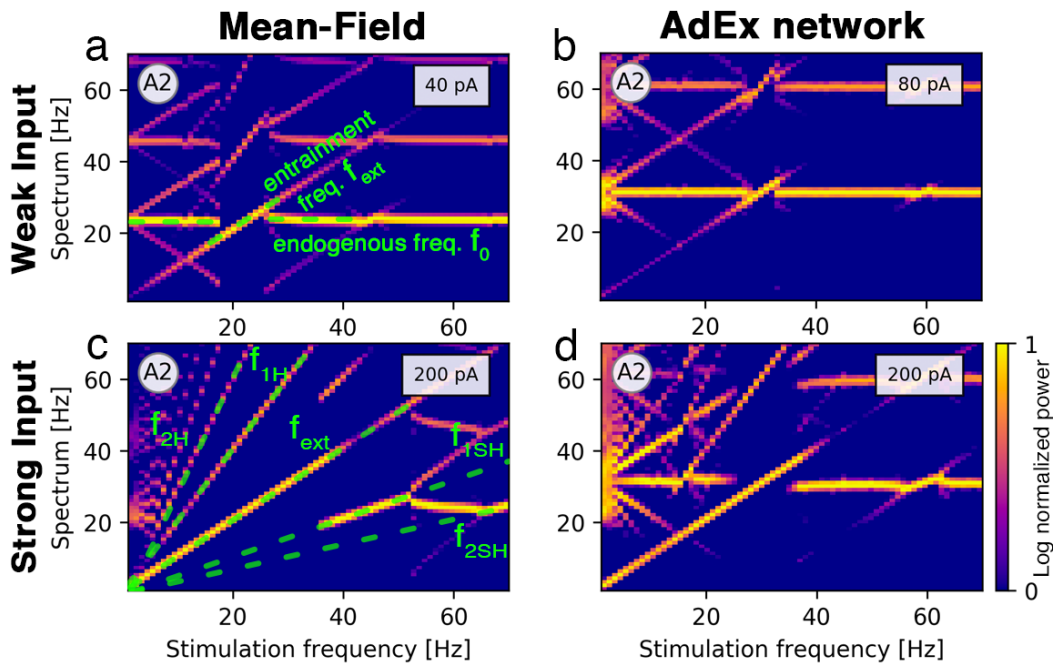 Mean-Field
AdEx network
Weak Input
Strong Input
a
A2
40 pA
entrainment
freq. f_ext
endogenous freq. f_0
Spectrum [Hz]
60
40
20
20
40
60
b
A2
80 pA
60
40
20
20
40
60
c
A2
200 pA
f_1H
f_2H
f_ext
f_1SH
f_2SH
Spectrum [Hz]
60
40
20
20
40
60
Stimulation frequency [Hz]
d
A2
200 pA
60
40
20
20
40
60
Stimulation frequency [Hz]
1
0
Log normalized power